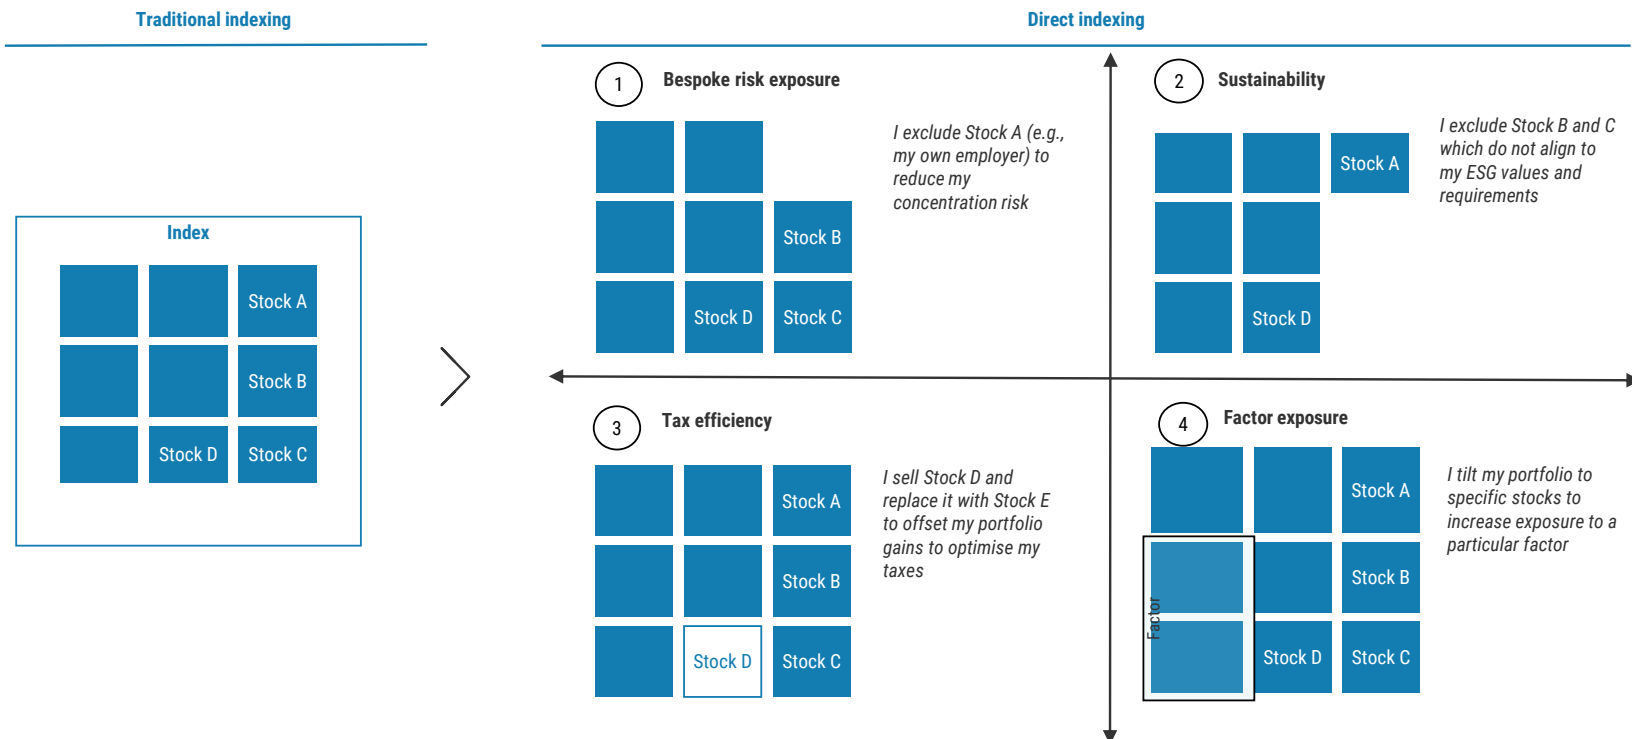 Traditional indexing
Direct indexing
Index
Stock A
Stock B
Stock D
Stock C
1
Bespoke risk exposure
Stock B
Stock D
Stock C
I exclude Stock A (e.g.,
my own employer) to
reduce my
concentration risk
2
Sustainability
Stock A
Stock D
I exclude Stock B and C
which do not align to
my ESG values and
requirements
3
Tax efficiency
Stock A
Stock B
Stock D
Stock C
I sell Stock D and
replace it with Stock E
to offset my portfolio
gains to optimise my
taxes
4
Factor exposure
Stock A
Stock B
Factor
Stock D
Stock C
I tilt my portfolio to
specific stocks to
increase exposure to a
particular factor